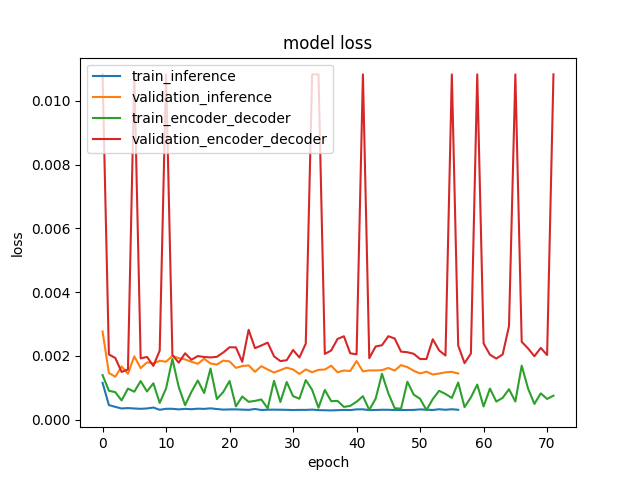 model loss
train_inference
validation_inference
train_encoder_decoder
validation_encoder_decoder
loss
0.010
0.008
0.006
0.004
0.002
0.000
0 10 20 30 40 50 60 70
epoch